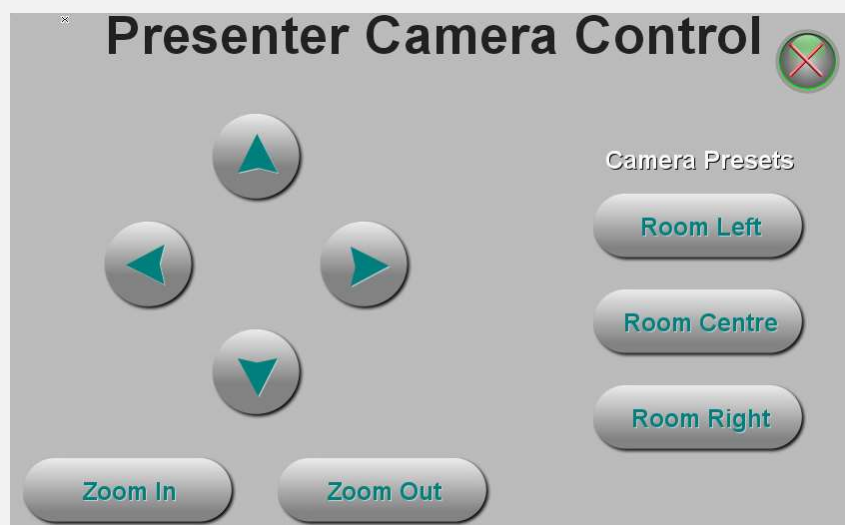 Presenter Camera Control
Camera Presets
Room Left
Room Centre
Room Right
Zoom In
Zoom Out